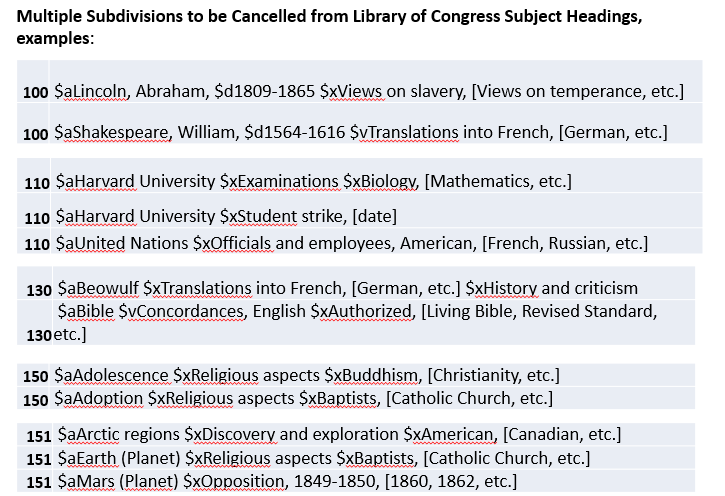 Multiple Subdivisions to be Cancelled from Library of Congress Subject Headings,
examples:
100 $aLincoln, Abraham, $d1809-1865 $xViews on slavery, [Views on temperance, etc.]
100 $aShakespeare, William, $d1564-1616 $vTranslations into French, [German, etc.]
110 $aHarvard University $xExaminations $xBiology, [Mathematics, etc.]
110 $aHarvard University $xStudent strike, [date]
110 $aUnited Nations $xOfficials and employees, American, [French, Russian, etc.]
130 $aBeowulf $xTranslations into French, [German, etc.] $xHistory and criticism
$aBible $vConcordances, English $xAuthorized, [Living Bible, Revised Standard,
130 etc.]
150 $aAdolescence $xReligious aspects $xBuddhism, [Christianity, etc.]
150 $aAdoption $xReligious aspects $xBaptists, [Catholic Church, etc.]
151 $aArctic regions $xDiscovery and exploration $xAmerican, [Canadian, etc.]
151 $aEarth (Planet) $xReligious aspects $xBaptists, [Catholic Church, etc.]
151 $aMars (Planet) $xOpposition, 1849-1850, [1860, 1862, etc.]